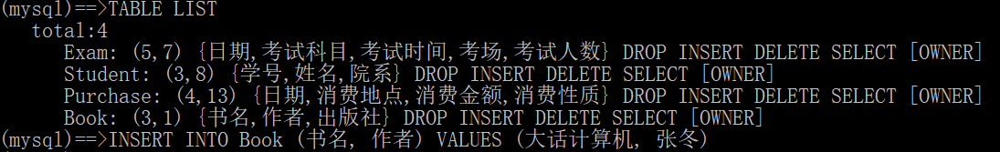 (mysql)==>TABLE LIST
total:4
Exam: (5,7) {日期,考试科目,考试时间,考场,考试人数} DROP INSERT DELETE SELECT [OWNER]
Student: (3,8) {学号,姓名,院系} DROP INSERT DELETE SELECT [OWNER]
Purchase: (4,13) {日期,消费地点,消费金额,消费性质} DROP INSERT DELETE SELECT [OWNER]
Book: (3,1) {书名,作者,出版社} DROP INSERT DELETE SELECT [OWNER]
(mysql)==>INSERT INTO Book (书名, 作者) VALUES (大话计算机, 张冬)